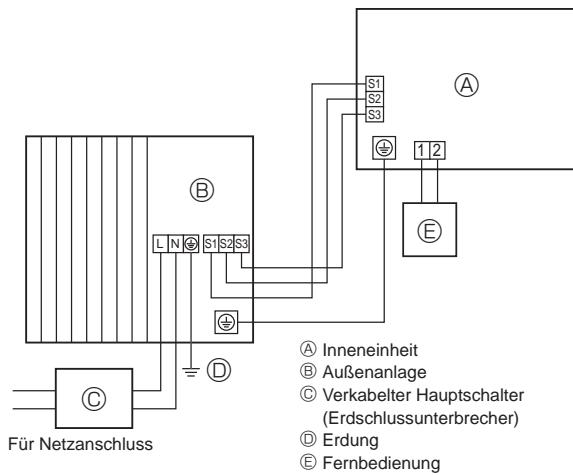 S1
S2
S3
Ⓐ
1 2
Ⓑ
L N S1 S2 S3
Ⓔ
Ⓓ
Ⓒ
Für Netzanschluss
Ⓐ Inneneinheit
Ⓑ Außenanlage
Ⓒ Verkabelter Hauptschalter
(Erdschlussunterbrecher)
Ⓓ Erdung
Ⓔ Fernbedienung